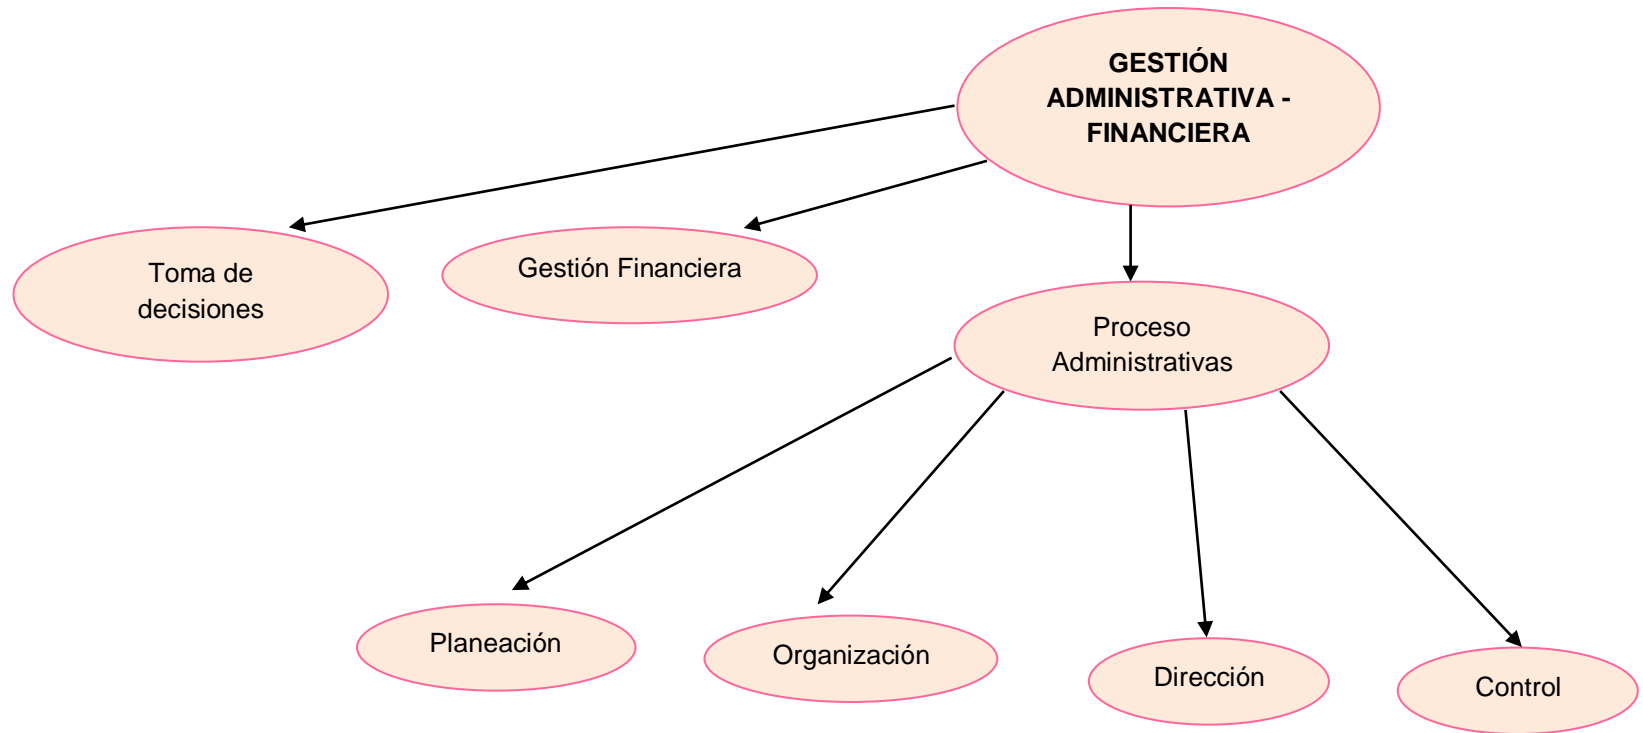 GESTIÓN
ADMINISTRATIVA -
FINANCIERA
Toma de
decisiones
Gestión Financiera
Proceso
Administrativas
Planeación
Organización
Dirección
Control